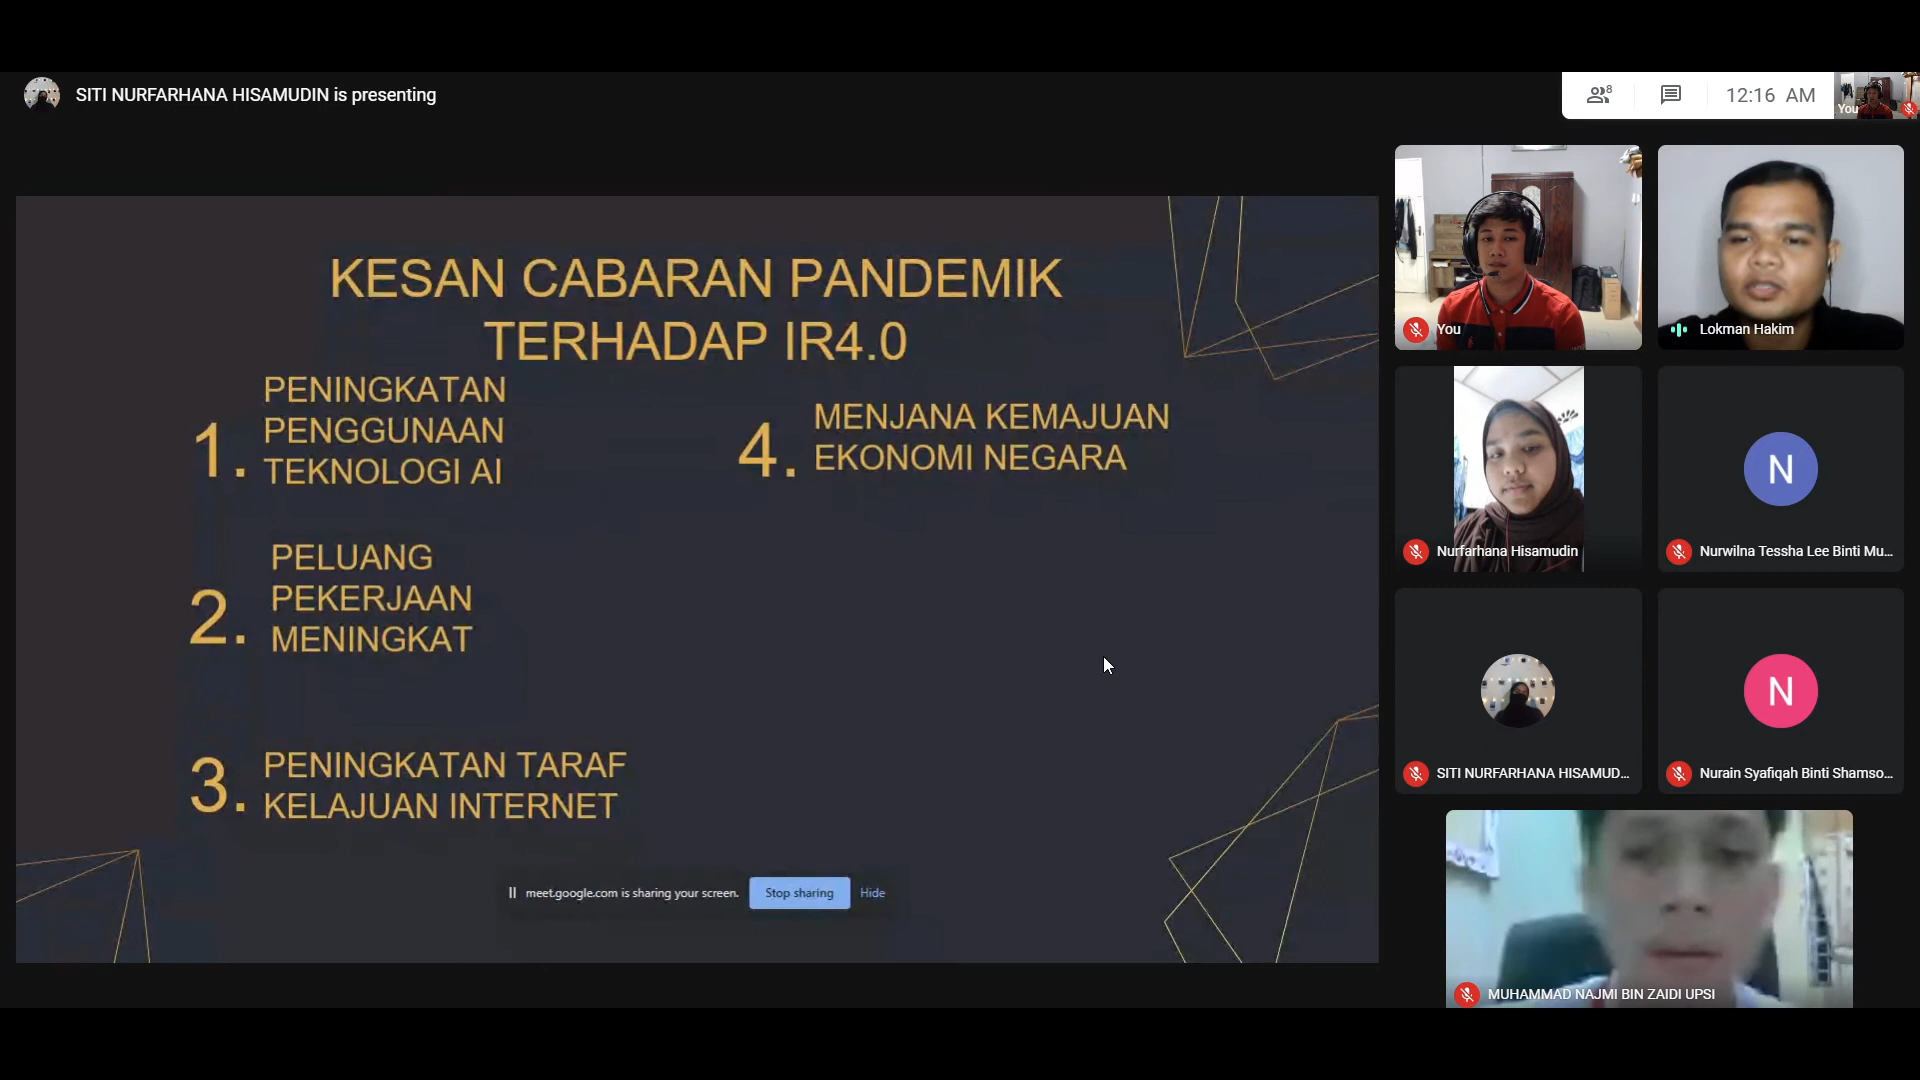 SITI NURFARHANA HISAMUDIN is presenting
8
12:16 AM
You
KESAN CABARAN PANDEMIK
TERHADAP IR4.0
1. PENINGKATAN
PENGGUNAAN
TEKNOLOGI AI
2. PELUANG
PEKERJAAN
MENINGKAT
3. PENINGKATAN TARAF
KELAJUAN INTERNET
4. MENJANA KEMAJUAN
EKONOMI NEGARA
meet.google.com is sharing your screen.
Stop sharing
Hide
You
Lokman Hakim
Nurfarhana Hisamudin
N
Nurwilna Tessha Lee Binti Mu...
SITI NURFARHANA HISAMUD...
N
Nurain Syafiqah Binti Shamso...
MUHAMMAD NAJMI BIN ZAIDI UPSI